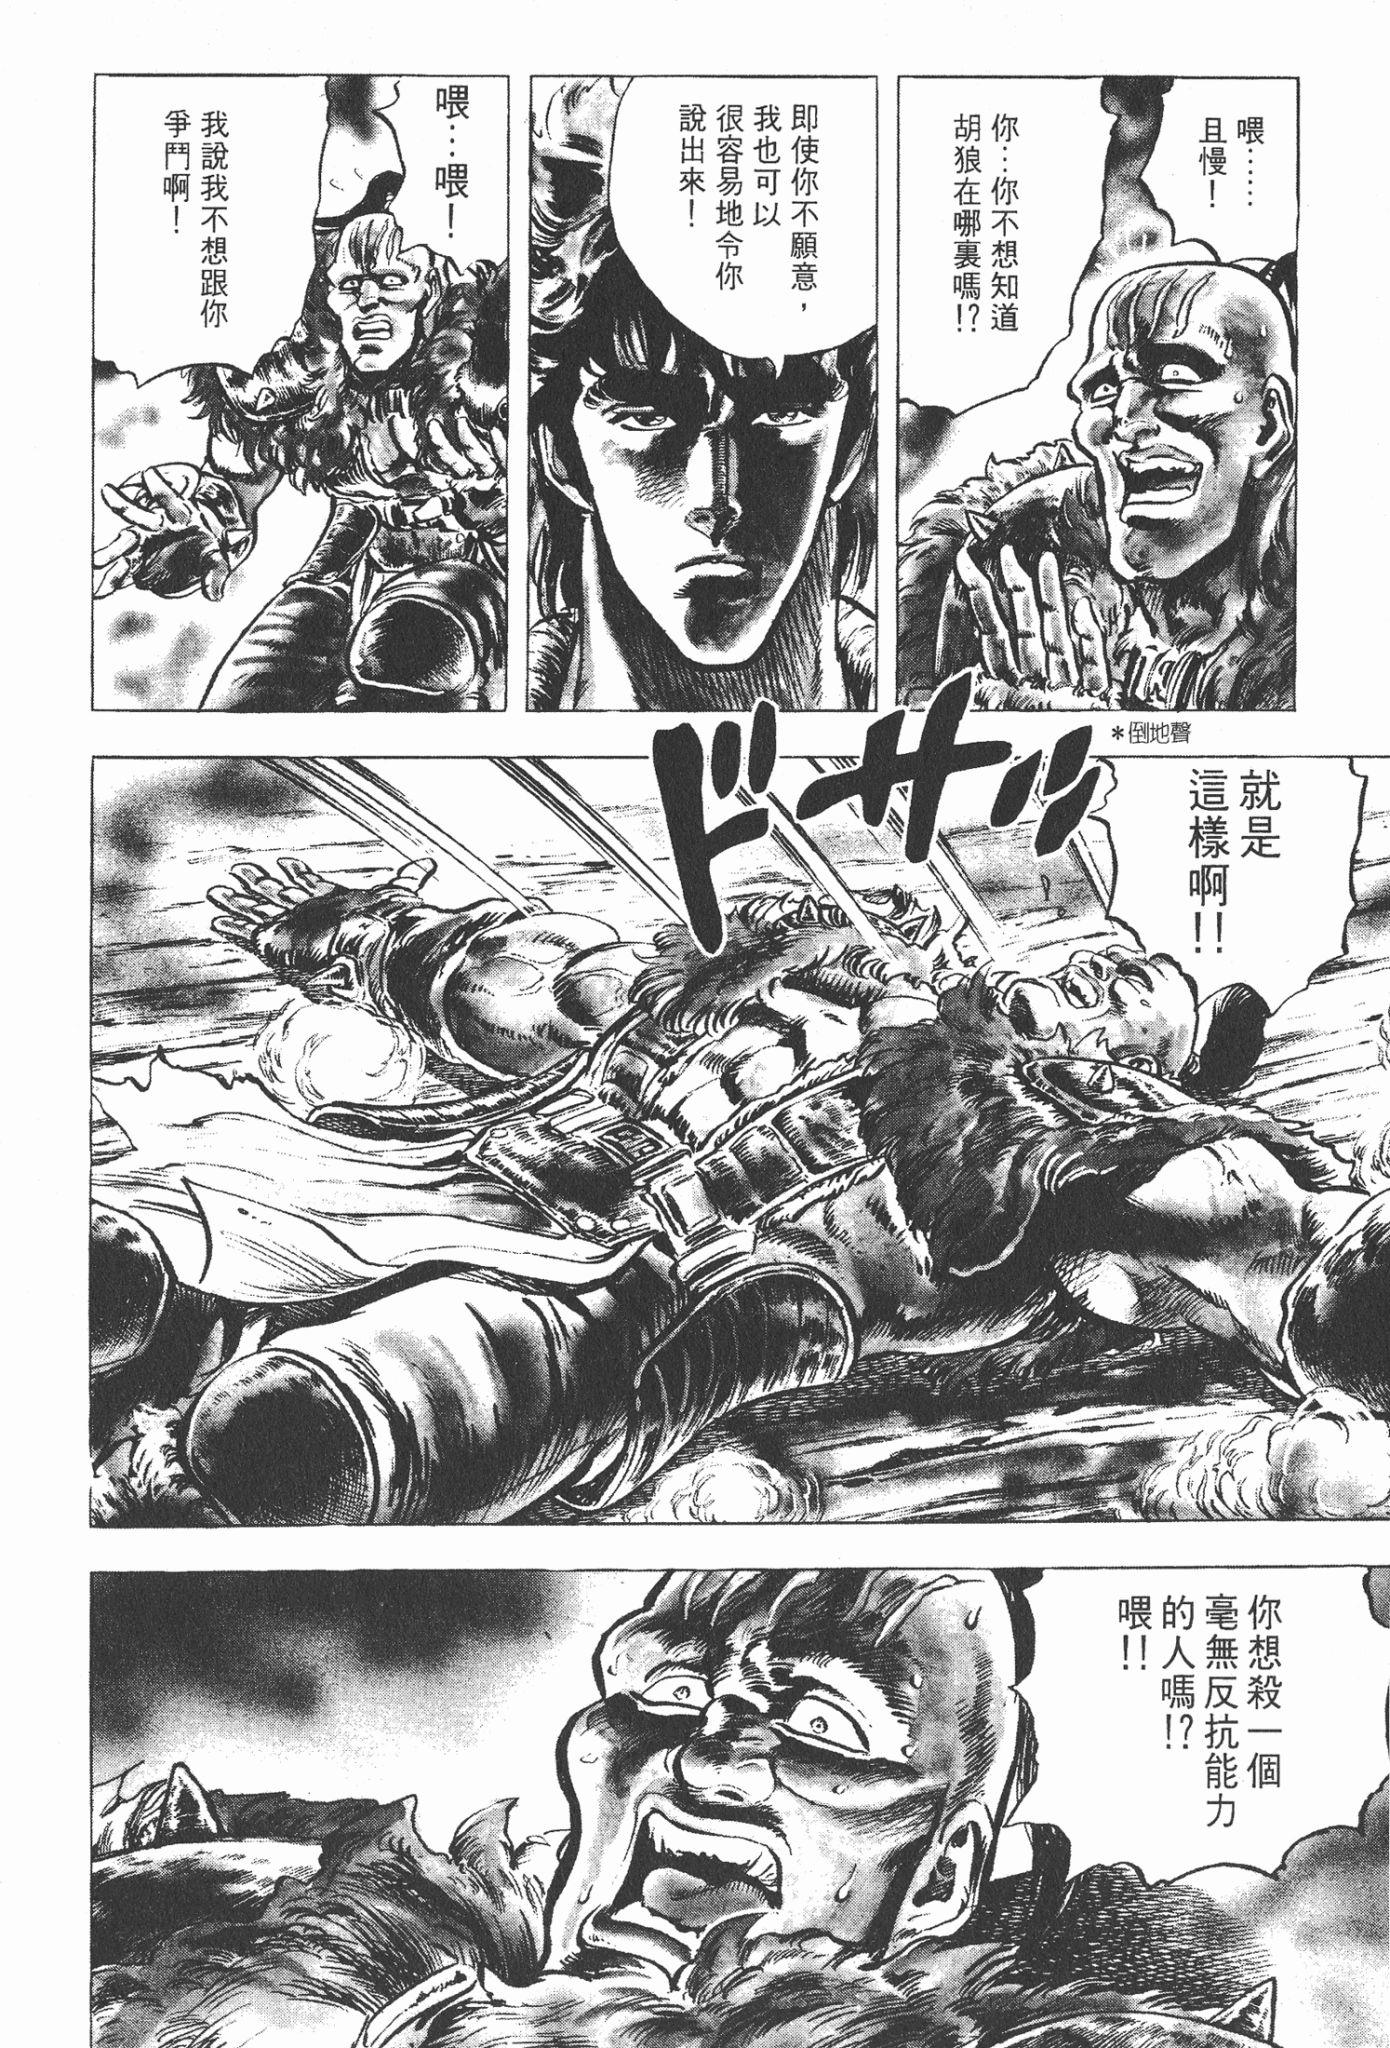 喂……
且慢！
你…你不想知道
胡狼在哪裏嗎!?
即使你不願意，
我也可以
很容易地令你
說出來！
喂…喂！
我說我不想跟你
爭鬥啊！
*倒地聲
ドサッ
就是
這樣啊!!
你想殺一個
毫無反抗能力
的人嗎!?
喂!!